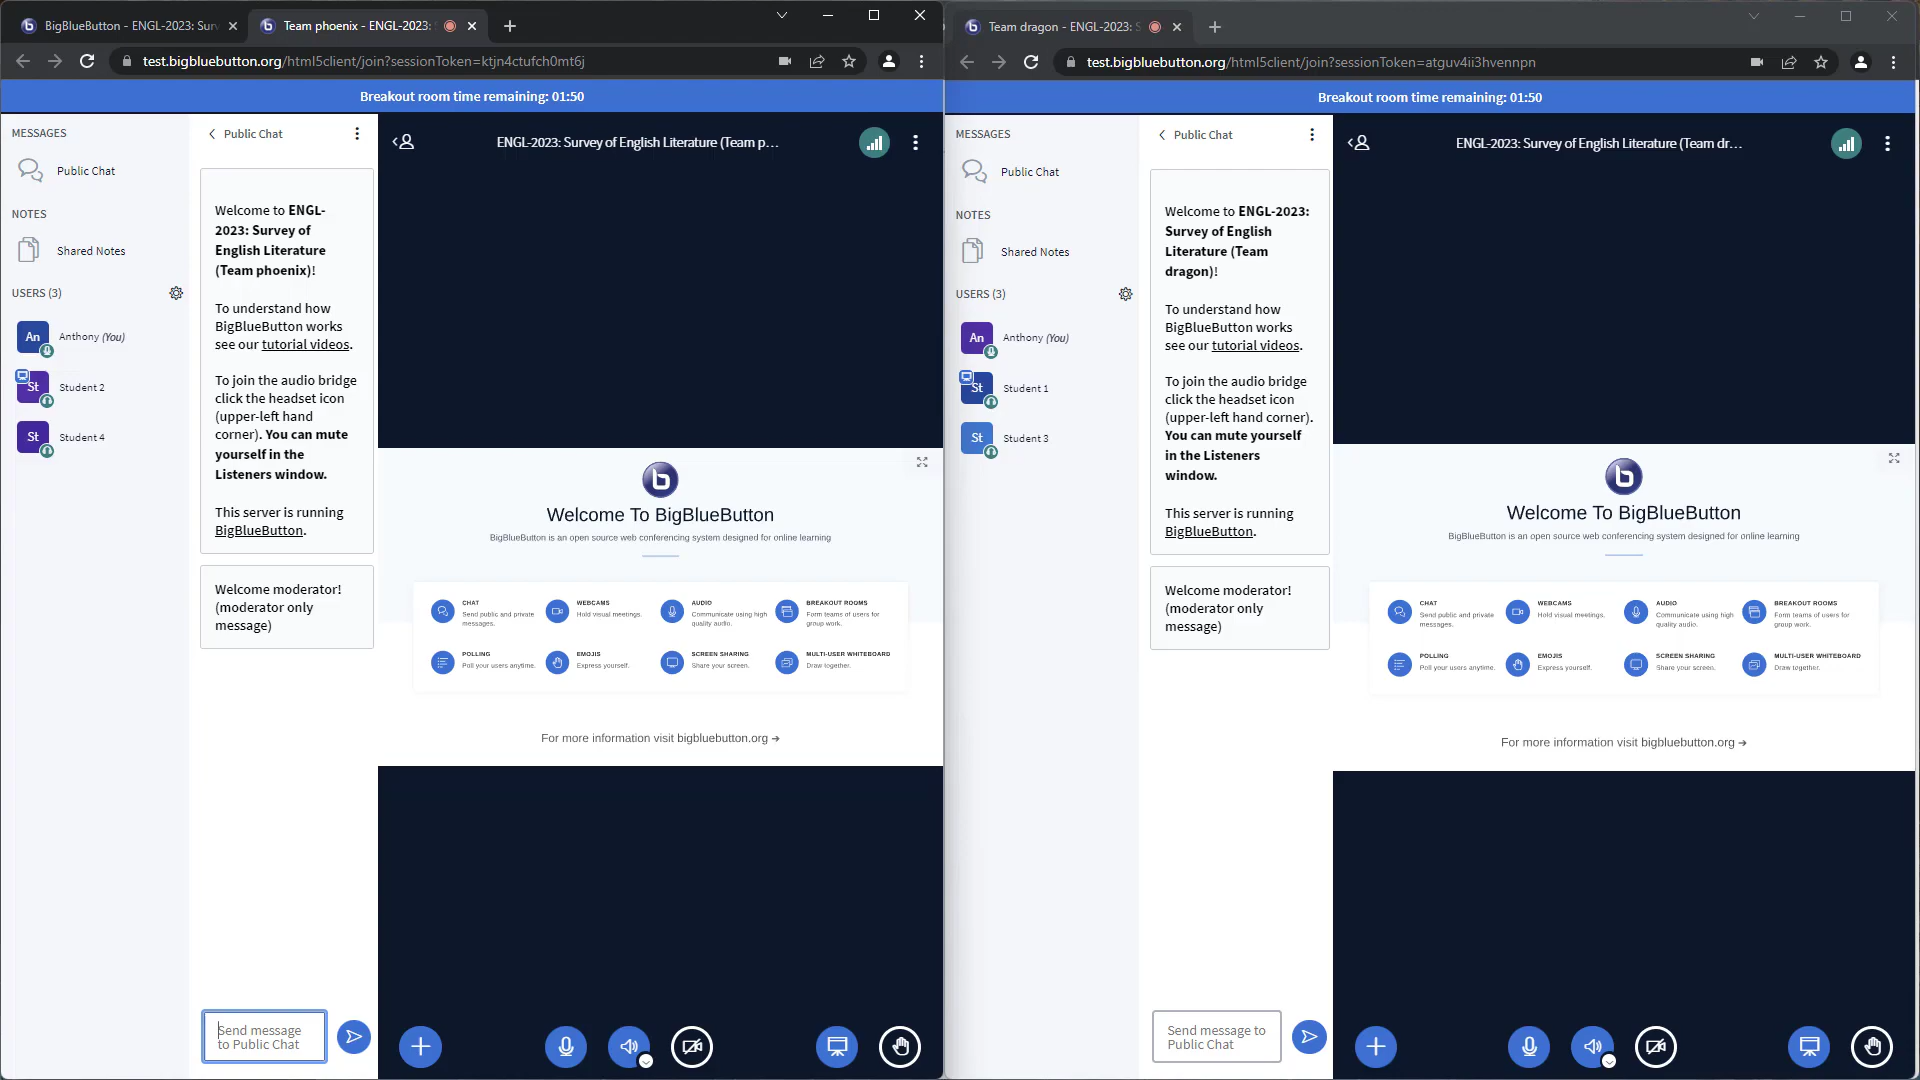 BigBlueButton - ENGL-2023: Surv
Team phoenix - ENGL-2023:
test.bigbluebutton.org/html5client/join?sessionToken=ktjn4ctufch0mt6j
Breakout room time remaining: 01:50
MESSAGES
Public Chat
NOTES
Shared Notes
USERS (3)
An
Anthony (You)
St
Student 2
St
Student 4
Public Chat
Welcome to ENGL-
2023: Survey of
English Literature
(Team phoenix)!
To understand how
BigBlueButton works
see our tutorial videos.
To join the audio bridge
click the headset icon
(upper-left hand
corner). You can mute
yourself in the
Listeners window.
This server is running
BigBlueButton.
Welcome moderator!
(moderator only
message)
Send message
to Public Chat
ENGL-2023: Survey of English Literature (Team p...
Welcome To BigBlueButton
BigBlueButton is an open source web conferencing system designed for online learning
CHAT
Send public and private
messages.
WEBCAMS
Hold visual meetings.
AUDIO
Communicate using high
quality audio.
BREAKOUT ROOMS
Form teams of users for
group work.
POLLING
Poll your users anytime.
EMOJIS
Express yourself.
SCREEN SHARING
Share your screen.
MULTI-USER WHITEBOARD
Draw together.
For more information visit bigbluebutton.org →
Team dragon - ENGL-2023: S
test.bigbluebutton.org/html5client/join?sessionToken=atguv4ii3hvennpn
Breakout room time remaining: 01:50
MESSAGES
Public Chat
NOTES
Shared Notes
USERS (3)
An
Anthony (You)
St
Student 1
St
Student 3
Public Chat
Welcome to ENGL-2023:
Survey of English
Literature (Team
dragon)!
To understand how
BigBlueButton works
see our tutorial videos.
To join the audio bridge
click the headset icon
(upper-left hand corner).
You can mute yourself
in the Listeners
window.
This server is running
BigBlueButton.
Welcome moderator!
(moderator only
message)
Send message to
Public Chat
ENGL-2023: Survey of English Literature (Team dr...
Welcome To BigBlueButton
BigBlueButton is an open source web conferencing system designed for online learning
CHAT
Send public and private
messages.
WEBCAMS
Hold visual meetings.
AUDIO
Communicate using high
quality audio.
BREAKOUT ROOMS
Form teams of users for
group work.
POLLING
Poll your users anytime.
EMOJIS
Express yourself.
SCREEN SHARING
Share your screen.
MULTI-USER WHITEBOARD
Draw together.
For more information visit bigbluebutton.org →